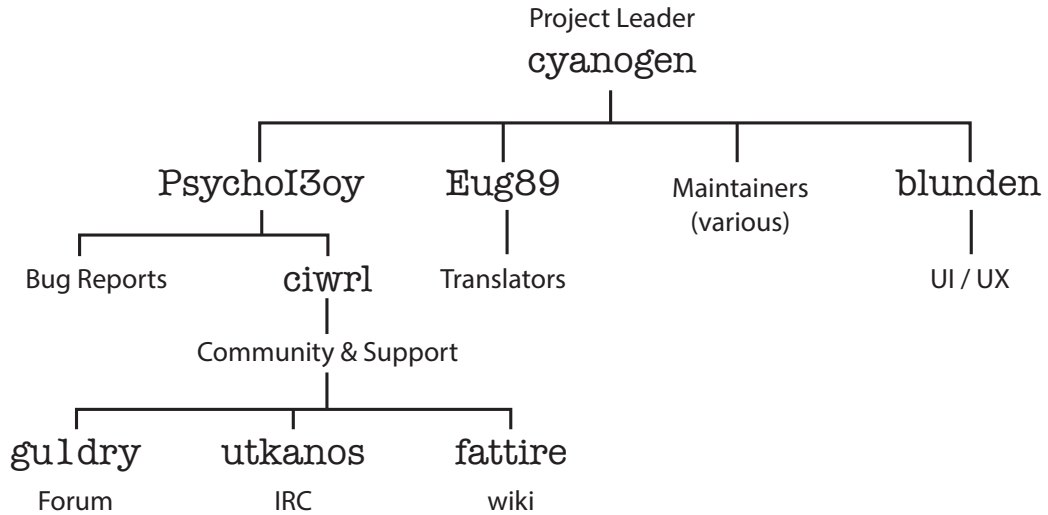 Project Leader
cyanogen
PsychoI3oy Eug89 Maintainers blunden
(various)
Bug Reports ciwrl Translators UI / UX
Community & Support
guldry utkanos fattire
Forum IRC wiki